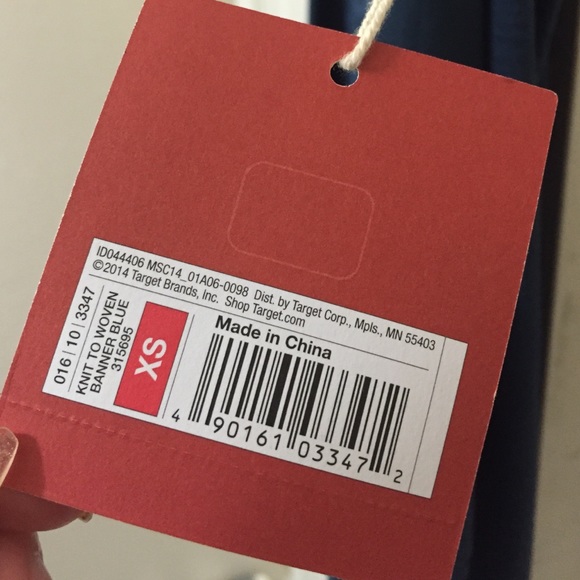 ID044406 MSC14_01A06-0098 Dist. by Target Corp., Mpls., MN 55403
©2014 Target Brands, Inc. Shop Target.com
016 | 10 | 3347
KNIT TO WOVEN
BANNER BLUE
315695
XS
Made in China
4 90161 03347 2